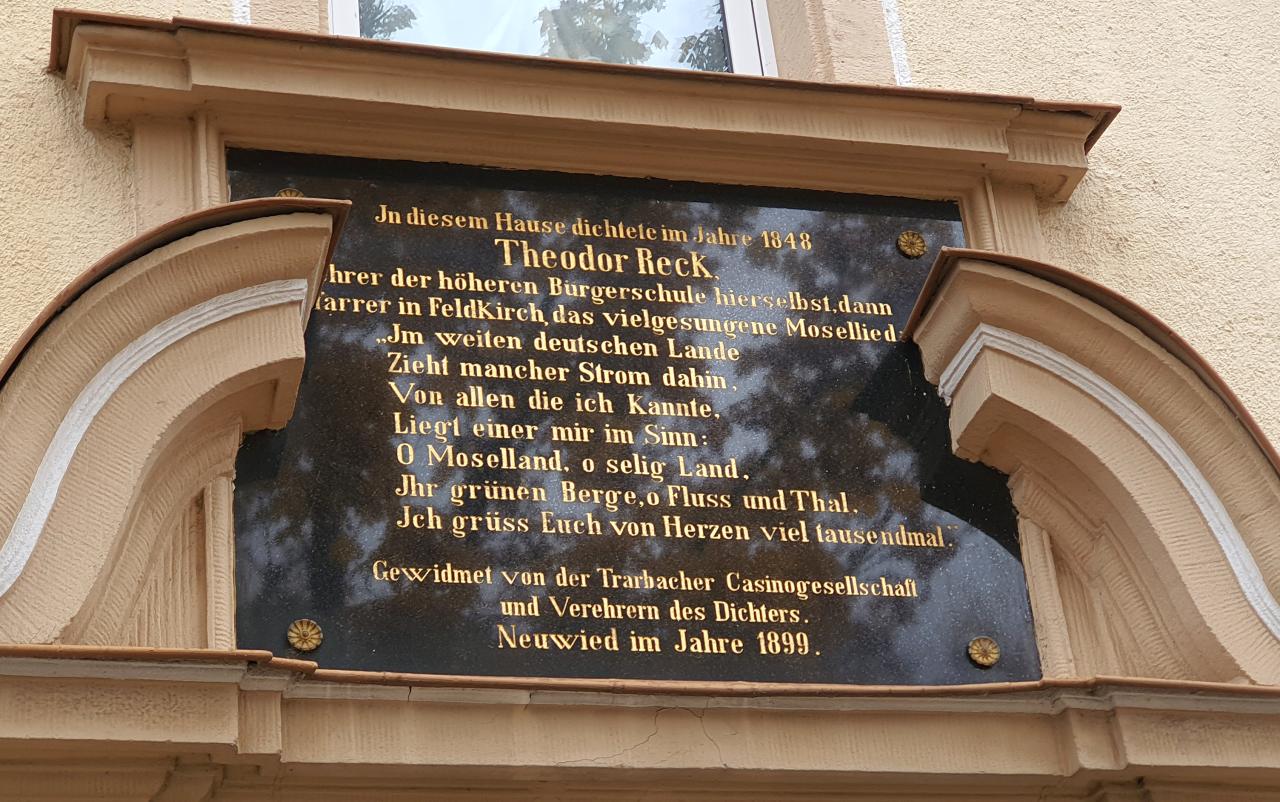 Jn diesem Hause dichtete im Jahre 1848
Theodor Reck,
ehrer der höheren Bürgerschule hierselbst, dann
farrer in Feldkirch, das vielgesungene Mosellied:
„Jm weiten deutschen Lande
Zieht mancher Strom dahin,
Von allen die ich kannte,
Liegt einer mir im Sinn:
O Moselland, o selig Land,
Jhr grünen Berge, o Fluss und Thal,
Jch grüss Euch von Herzen viel tausendmal."
Gewidmet von der Trarbacher Casinogesellschaft
und Verehrern des Dichters.
Neuwied im Jahre 1899.